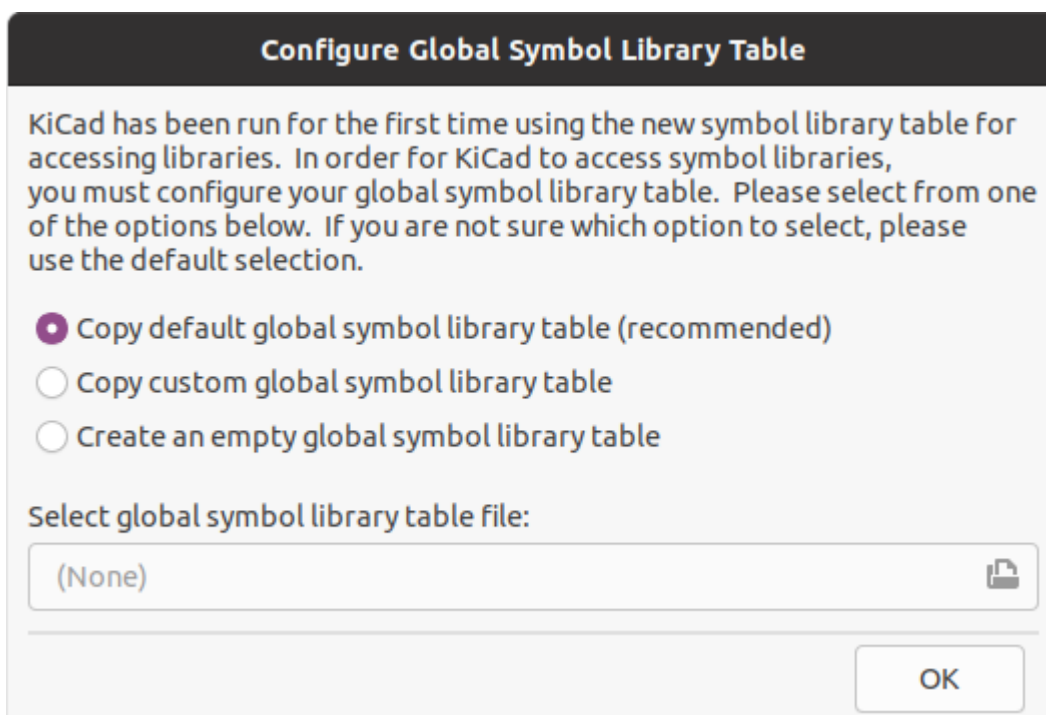 Configure Global Symbol Library Table
KiCad has been run for the first time using the new symbol library table for
accessing libraries.  In order for KiCad to access symbol libraries,
you must configure your global symbol library table.  Please select from one
of the options below.  If you are not sure which option to select, please
use the default selection.
Copy default global symbol library table (recommended)
Copy custom global symbol library table
Create an empty global symbol library table
Select global symbol library table file:
(None)
OK